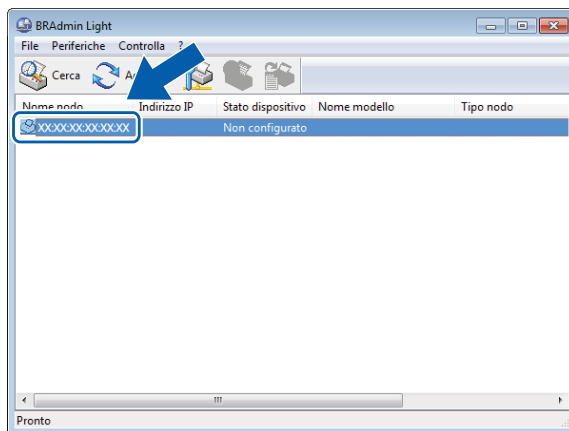 BRAdmin Light
File Periferiche Controlla ?
Cerca
Nome nodo Indirizzo IP Stato dispositivo Nome modello Tipo nodo
XX:XX:XX:XX:XX:XX Non configurato
Pronto